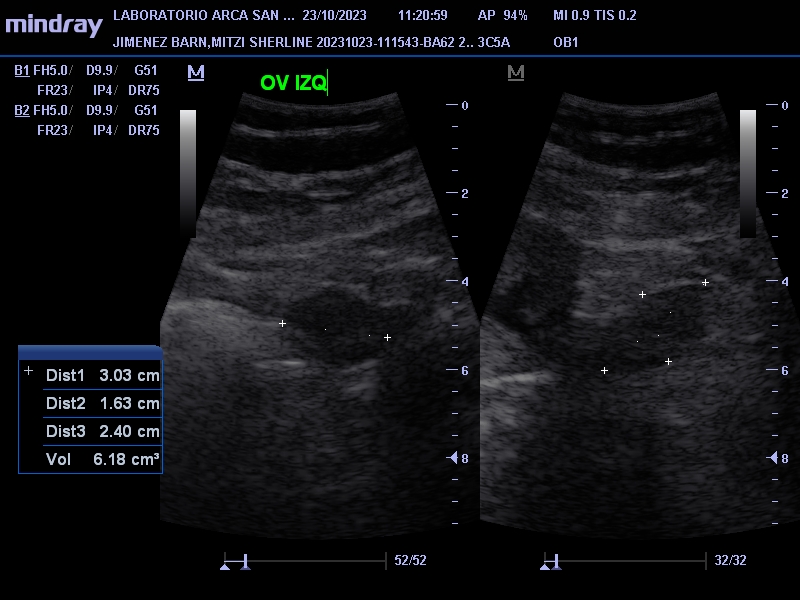 mindray
LABORATORIO ARCA SAN ... 23/10/2023 11:20:59 AP 94% MI 0.9 TIS 0.2
JIMENEZ BARN,MITZI SHERLINE 20231023-111543-BA62 2.. 3C5A OB1
B1 FH5.0/ D9.9/ G51
FR23/ IP4/ DR75
B2 FH5.0/ D9.9/ G51
FR23/ IP4/ DR75
M
OV IZQ
M
0
2
4
6
8
0
2
4
6
8
+ Dist1 3.03 cm
Dist2 1.63 cm
Dist3 2.40 cm
Vol 6.18 cm³
52/52
32/32